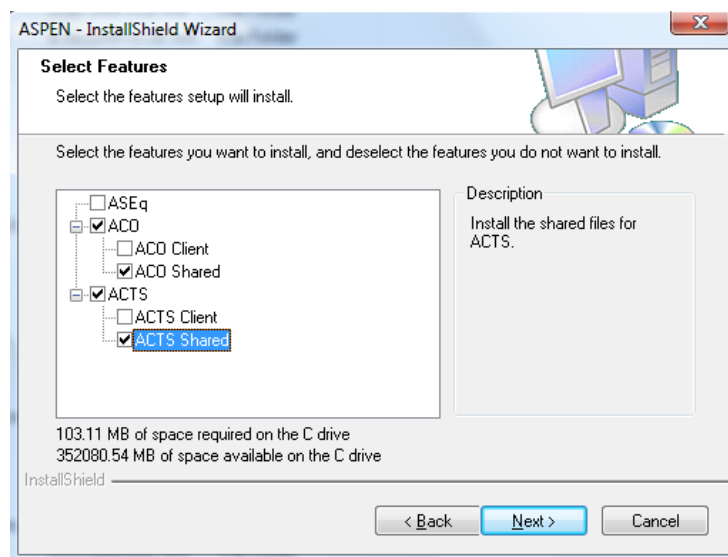 ASPEN - InstallShield Wizard
Select Features
Select the features setup will install.
Select the features you want to install, and deselect the features you do not want to install.
ASEq
ACO
ACO Client
ACO Shared
ACTS
ACTS Client
ACTS Shared
Description
Install the shared files for
ACTS.
103.11 MB of space required on the C drive
352080.54 MB of space available on the C drive
InstallShield
< Back
Next >
Cancel